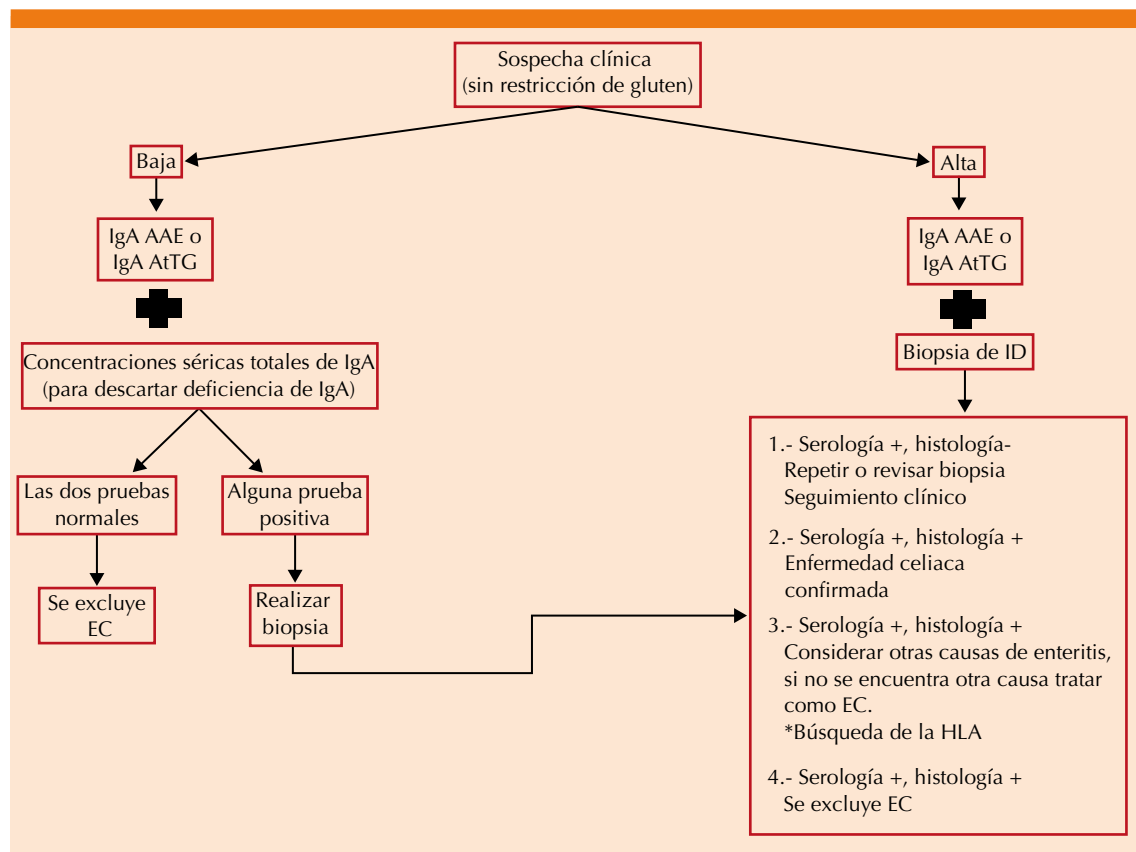 Sospecha clínica
(sin restricción de gluten)
Baja
IgA AAE o
IgA AtTG
Concentraciones séricas totales de IgA
(para descartar deficiencia de IgA)
Las dos pruebas
normales
Se excluye
EC
Alguna prueba
positiva
Realizar
biopsia
Alta
IgA AAE o
IgA AtTG
Biopsia de ID
1.- Serología +, histología-
Repetir o revisar biopsia
Seguimiento clínico
2.- Serología +, histología +
Enfermedad celiaca
confirmada
3.- Serología +, histología +
Considerar otras causas de enteritis,
si no se encuentra otra causa tratar
como EC.
*Búsqueda de la HLA
4.- Serología +, histología +
Se excluye EC